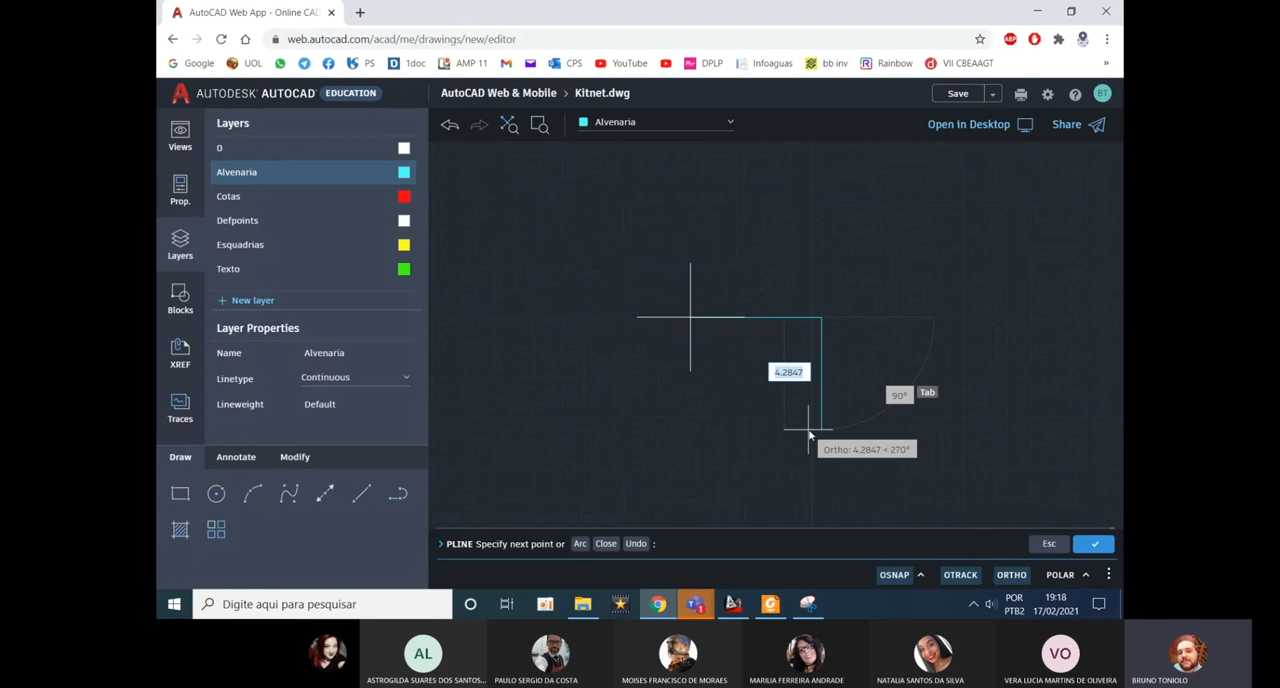 AutoCAD Web App - Online CAD
web.autocad.com/acad/me/drawings/new/editor
ABP
Google UOL PS 1doc AMP 11 CPS YouTube DPLP Infoaguas bb inv Rainbow VII CBEAAGT »
AUTODESK® AUTOCAD EDUCATION
AutoCAD Web & Mobile > Kitnet.dwg
Save
BT
Views
Prop.
Layers
Blocks
XREF
Traces
Layers
0
Alvenaria
Cotas
Defpoints
Esquadrias
Texto
+ New layer
Layer Properties
Name Alvenaria
Linetype Continuous
Lineweight Default
Draw Annotate Modify
Alvenaria
Open in Desktop Share
4.2847
90° Tab
Ortho: 4.2847 < 270°
> PLINE Specify next point or Arc Close Undo :
Esc
OSNAP OTRACK ORTHO POLAR
Digite aqui para pesquisar
POR
PTB2
19:18
17/02/2021
AL
VO
ASTROGILDA SUARES DOS SANTOS...
PAULO SERGIO DA COSTA
MOISES FRANCISCO DE MORAES
MARILIA FERREIRA ANDRADE
NATALIA SANTOS DA SILVA
VERA LUCIA MARTINS DE OLIVEIRA
BRUNO TONIOLO